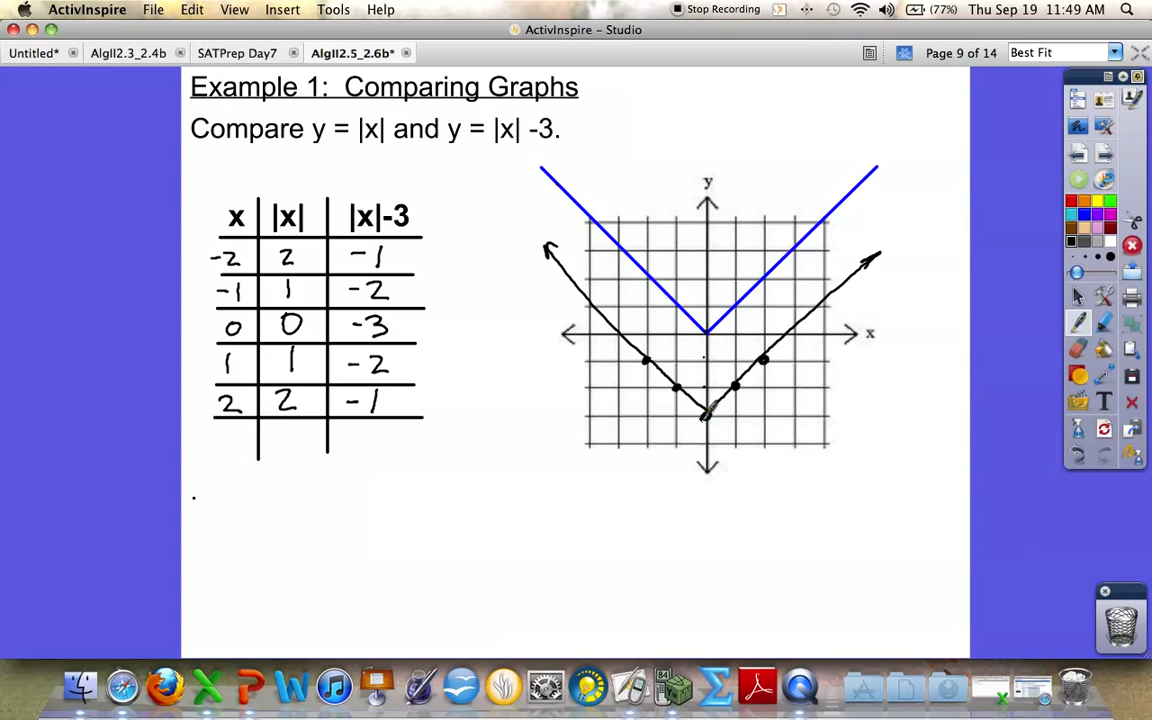 ActivInspire File Edit View Insert Tools Help Stop Recording (77%) Thu Sep 19 11:49 AM
ActivInspire - Studio
Untitled* AlgII2.3_2.4b SATPrep Day7 AlgII2.5_2.6b* Page 9 of 14 Best Fit
Example 1: Comparing Graphs
Compare y = |x| and y = |x| -3.
y
x |x| |x|-3
-2 2 -1
-1 1 -2
0 0 -3
x
1 1 -2
2 2 -1
.